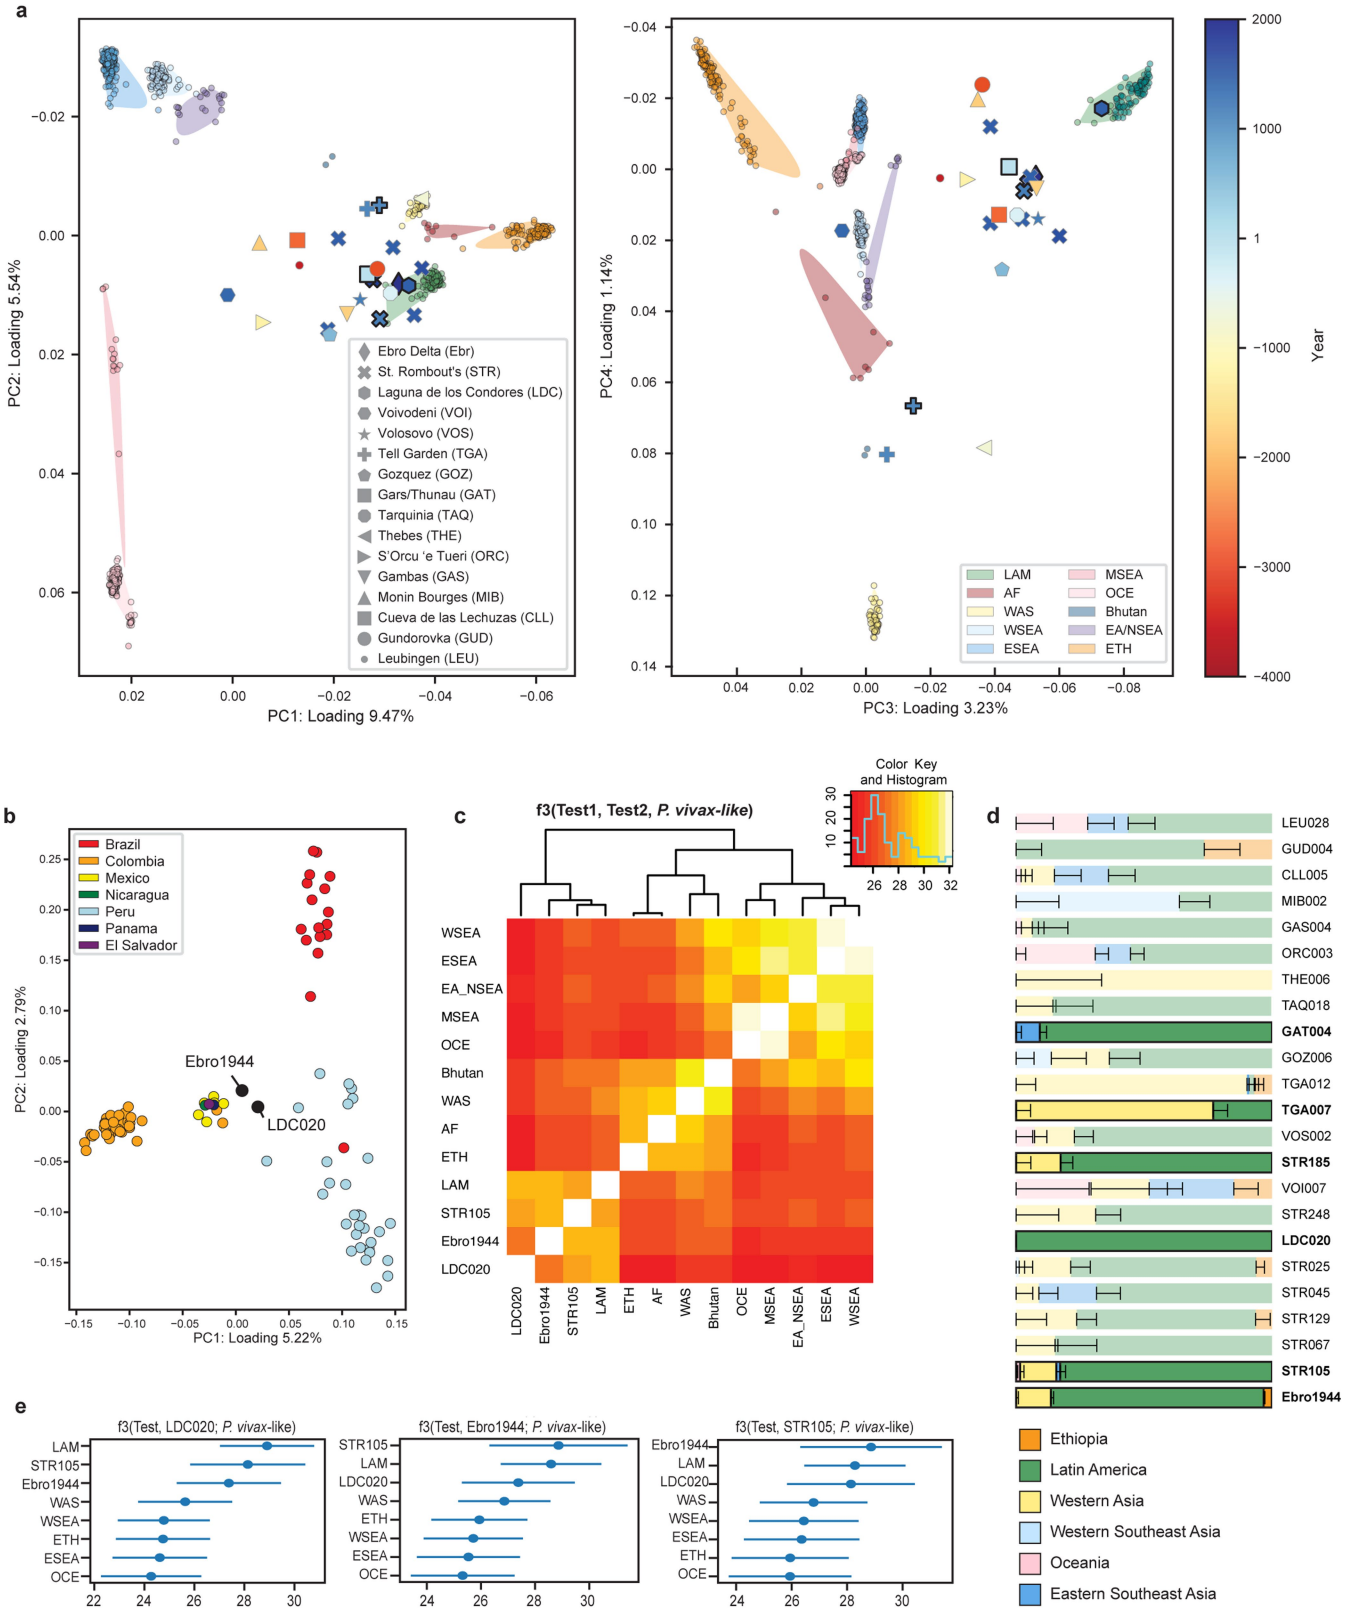 a
−0.02
0.00
0.02
0.04
0.06
PC2: Loading 5.54%
0.02
0.00
−0.02
−0.04
−0.06
PC1: Loading 9.47%
Ebro Delta (Ebr)
St. Rombout's (STR)
Laguna de los Condores (LDC)
Voivodeni (VOI)
Volosovo (VOS)
Tell Garden (TGA)
Gozquez (GOZ)
Gars/Thunau (GAT)
Tarquinia (TAQ)
Thebes (THE)
S'Orcu 'e Tueri (ORC)
Gambas (GAS)
Monin Bourges (MIB)
Cueva de las Lechuzas (CLL)
Gundorovka (GUD)
Leubingen (LEU)
−0.04
−0.02
0.00
0.02
0.04
0.06
0.08
0.10
0.12
0.14
PC4: Loading 1.14%
0.04
0.02
0.00
−0.02
−0.04
−0.06
−0.08
PC3: Loading 3.23%
LAM
AF
WAS
WSEA
ESEA
MSEA
OCE
Bhutan
EA/NSEA
ETH
2000
1000
1
−1000
−2000
−3000
−4000
Year
b
Brazil
Colombia
Mexico
Nicaragua
Peru
Panama
El Salvador
0.25
0.20
0.15
0.10
0.05
0.00
−0.05
−0.10
−0.15
PC2: Loading 2.79%
Ebro1944
LDC020
−0.15
−0.10
−0.05
0.00
0.05
0.10
0.15
PC1: Loading 5.22%
c
f3(Test1, Test2, P. vivax-like)
Color Key
and Histogram
30
20
10
26
28
30
32
WSEA
ESEA
EA_NSEA
MSEA
OCE
Bhutan
WAS
AF
ETH
LAM
STR105
Ebro1944
LDC020
LDC020
Ebro1944
STR105
LAM
ETH
AF
WAS
Bhutan
OCE
MSEA
EA_NSEA
ESEA
WSEA
d
LEU028
GUD004
CLL005
MIB002
GAS004
ORC003
THE006
TAQ018
GAT004
GOZ006
TGA012
TGA007
VOS002
STR185
VOI007
STR248
LDC020
STR025
STR045
STR129
STR067
STR105
Ebro1944
Ethiopia
Latin America
Western Asia
Western Southeast Asia
Oceania
Eastern Southeast Asia
e
f3(Test, LDC020; P. vivax-like)
LAM
STR105
Ebro1944
WAS
WSEA
ETH
ESEA
OCE
22
24
26
28
30
f3(Test, Ebro1944; P. vivax-like)
STR105
LAM
LDC020
WAS
ETH
WSEA
ESEA
OCE
24
26
28
30
f3(Test, STR105; P. vivax-like)
Ebro1944
LAM
LDC020
WAS
WSEA
ESEA
ETH
OCE
24
26
28
30